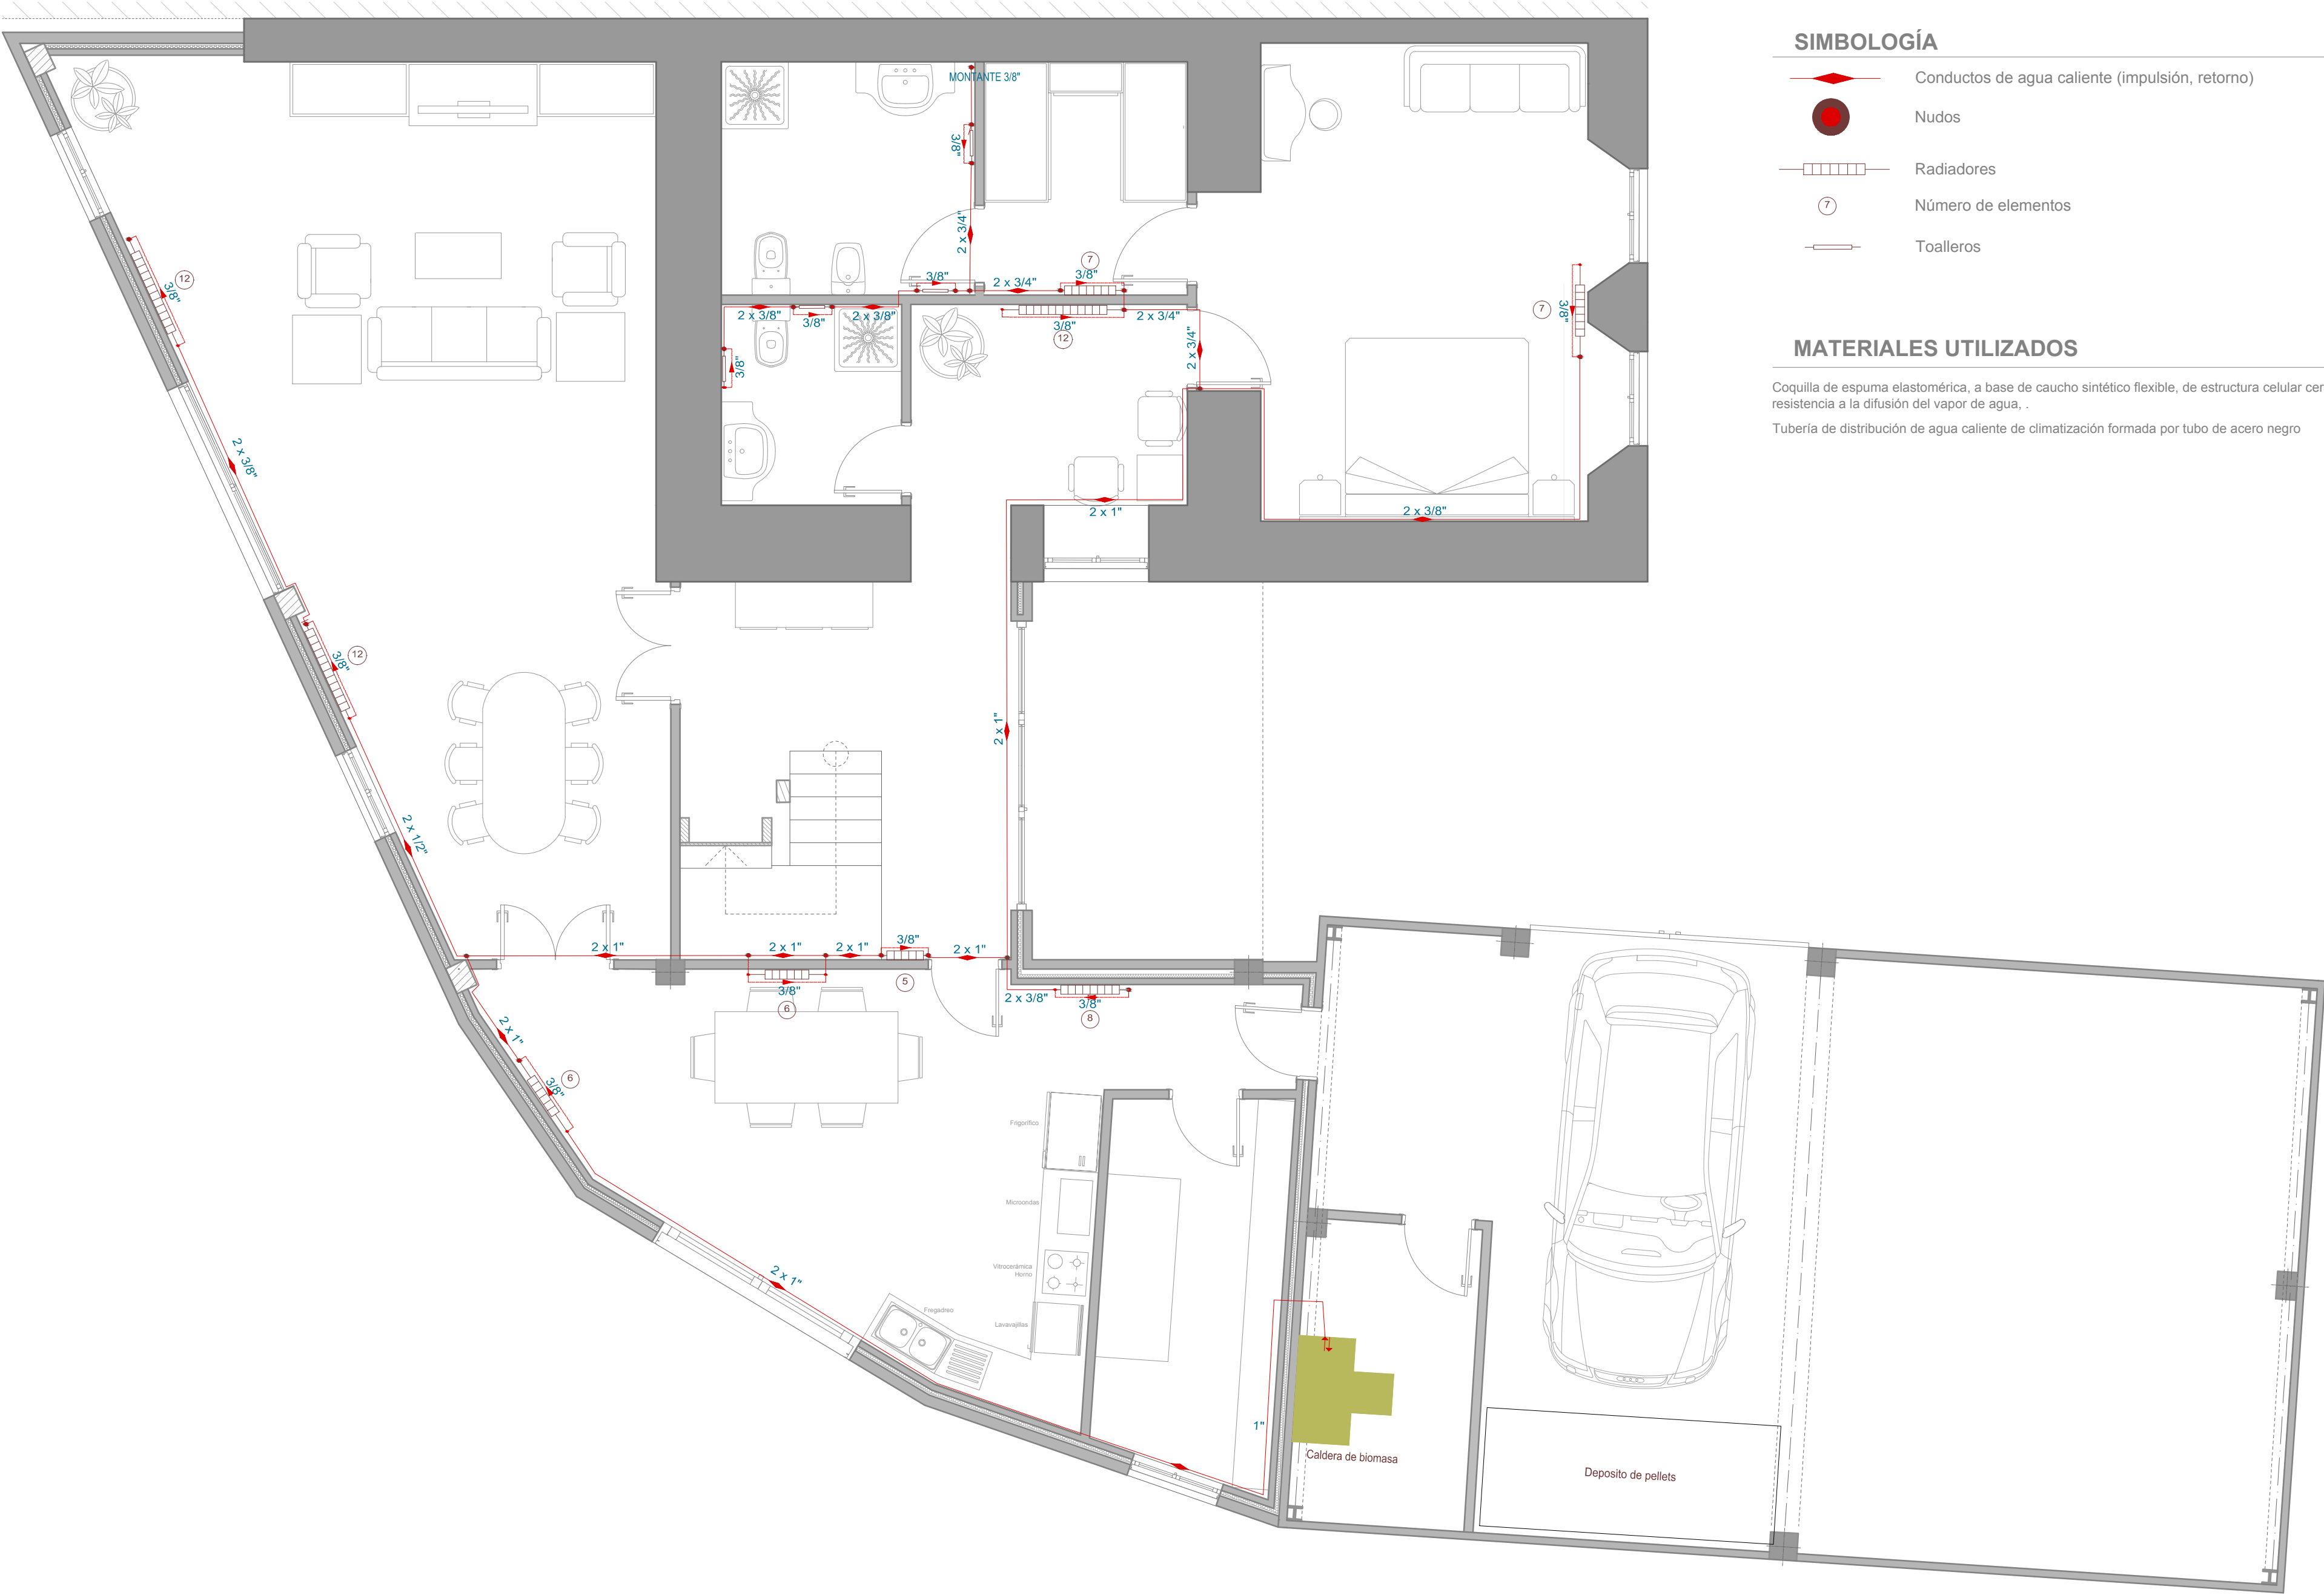 SIMBOLOGÍA
Conductos de agua caliente (impulsión, retorno)
Nudos
Radiadores
7
Número de elementos
Toalleros
MATERIALES UTILIZADOS
Coquilla de espuma elastomérica, a base de caucho sintético flexible, de estructura celular cer
resistencia a la difusión del vapor de agua, .
Tubería de distribución de agua caliente de climatización formada por tubo de acero negro
MONTANTE 3/8"
3/8"
2 x 3/4"
3/8"
2 x 3/4"
7
3/8"
12
3/8"
2 x 3/8"
3/8"
2 x 3/8"
3/8"
3/8"
12
2 x 3/4"
2 x 3/4"
7
3/8"
2 x 3/8"
2 x 1"
2 x 3/8"
12
3/8"
2 x 1"
2 x 1/2"
2 x 1"
2 x 1"
2 x 1"
3/8"
5
2 x 1"
3/8"
6
2 x 3/8"
3/8"
8
2 x 1"
6
3/8"
Frigorífico
Microondas
Vitrocerámica
Horno
Lavavajillas
Fregadreo
2 x 1"
1"
Caldera de biomasa
Deposito de pellets